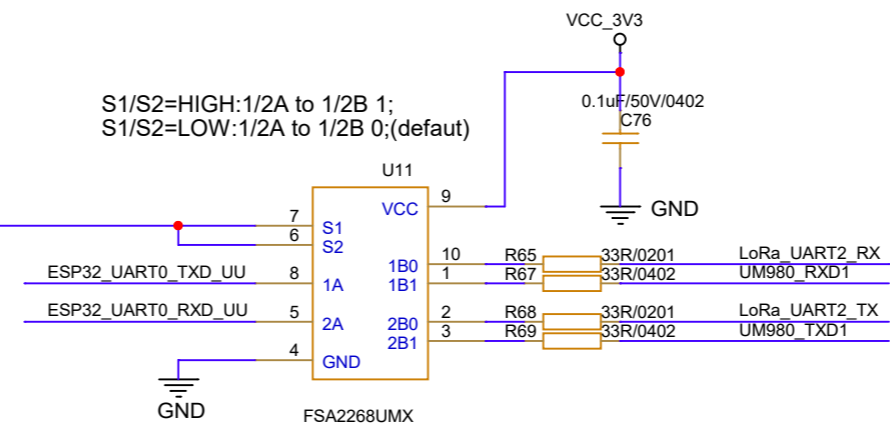 VCC_3V3
S1/S2=HIGH:1/2A to 1/2B 1;
S1/S2=LOW:1/2A to 1/2B 0;(defaut)
0.1uF/50V/0402
C76
GND
U11
VCC 9
7 S1
6 S2
ESP32_UART0_TXD_UU 8 1A
ESP32_UART0_RXD_UU 5 2A
4 GND
GND
1B0 10 R65 33R/0201 LoRa_UART2_RX
1B1 1 R67 33R/0402 UM980_RXD1
2B0 2 R68 33R/0201 LoRa_UART2_TX
2B1 3 R69 33R/0402 UM980_TXD1
FSA2268UMX